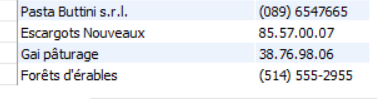 Pasta Buttini s.r.l. (089) 6547665
Escargots Nouveaux 85.57.00.07
Gai pâturage 38.76.98.06
Forêts d'érables (514) 555-2955